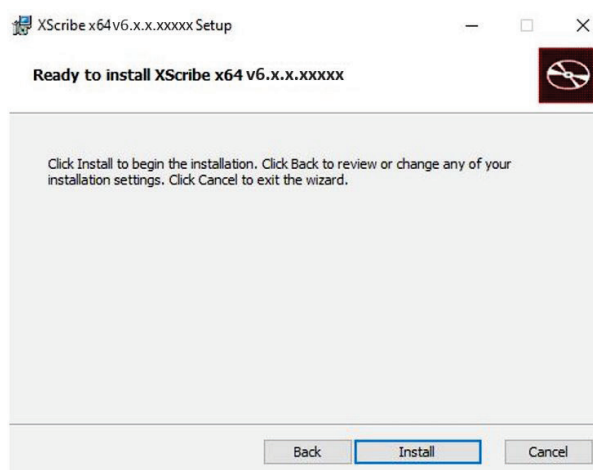 XScribe x64 v6.x.x.xxxxx Setup
Ready to install XScribe x64 v6.x.x.xxxxx
Click Install to begin the installation. Click Back to review or change any of your
installation settings. Click Cancel to exit the wizard.
Back Install Cancel